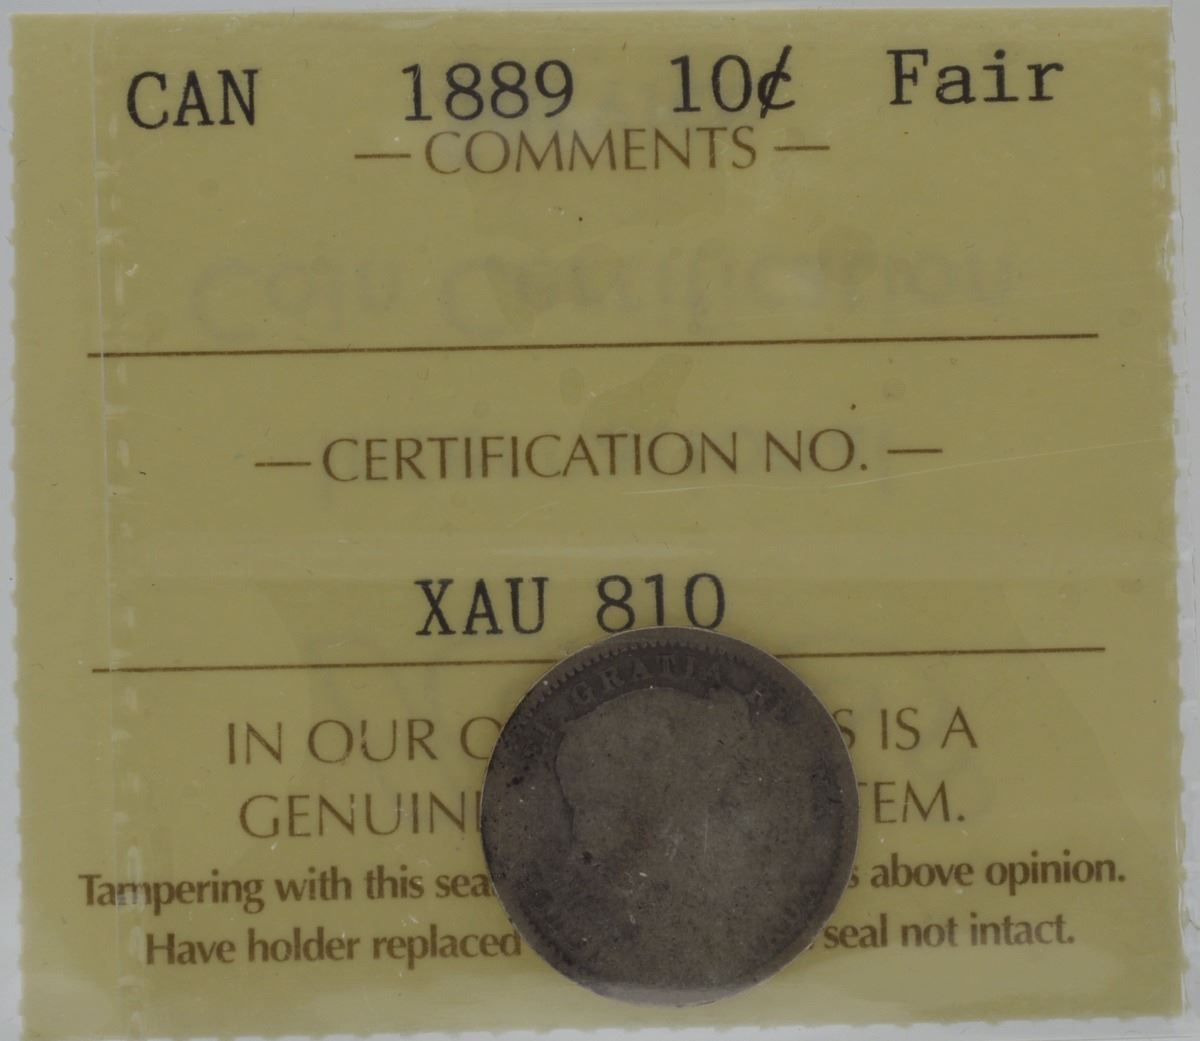 CAN 1889 10¢ Fair
— COMMENTS —
— CERTIFICATION NO. —
XAU 810
IN OUR S IS A
GENUIN TEM.
Tampering with this sea s above opinion.
Have holder replaced seal not intact.
GRATIA